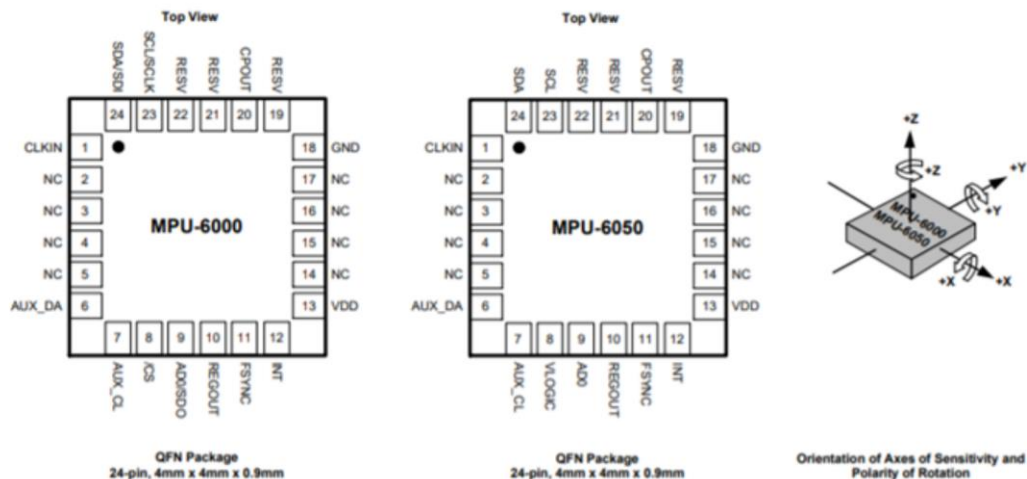 Top View
SDA/SDI
SCL/SCLK
RESV
RESV
CPOUT
RESV
24 23 22 21 20 19
CLKIN 1 18 GND
NC 2 17 NC
NC 3 16 NC
MPU-6000
NC 4 15 NC
NC 5 14 NC
AUX_DA 6 13 VDD
7 8 9 10 11 12
AUX_CL
/CS
AD0/SDO
REGOUT
FSYNC
INT
QFN Package
24-pin, 4mm x 4mm x 0.9mm
Top View
SDA
SCL
RESV
RESV
CPOUT
RESV
24 23 22 21 20 19
CLKIN 1 18 GND
NC 2 17 NC
NC 3 16 NC
MPU-6050
NC 4 15 NC
NC 5 14 NC
AUX_DA 6 13 VDD
7 8 9 10 11 12
AUX_CL
VLOGIC
AD0
REGOUT
FSYNC
INT
QFN Package
24-pin, 4mm x 4mm x 0.9mm
+Z
+Z
+Y
+Y
MPU-6000
MPU-6050
+X
+X
Orientation of Axes of Sensitivity and
Polarity of Rotation